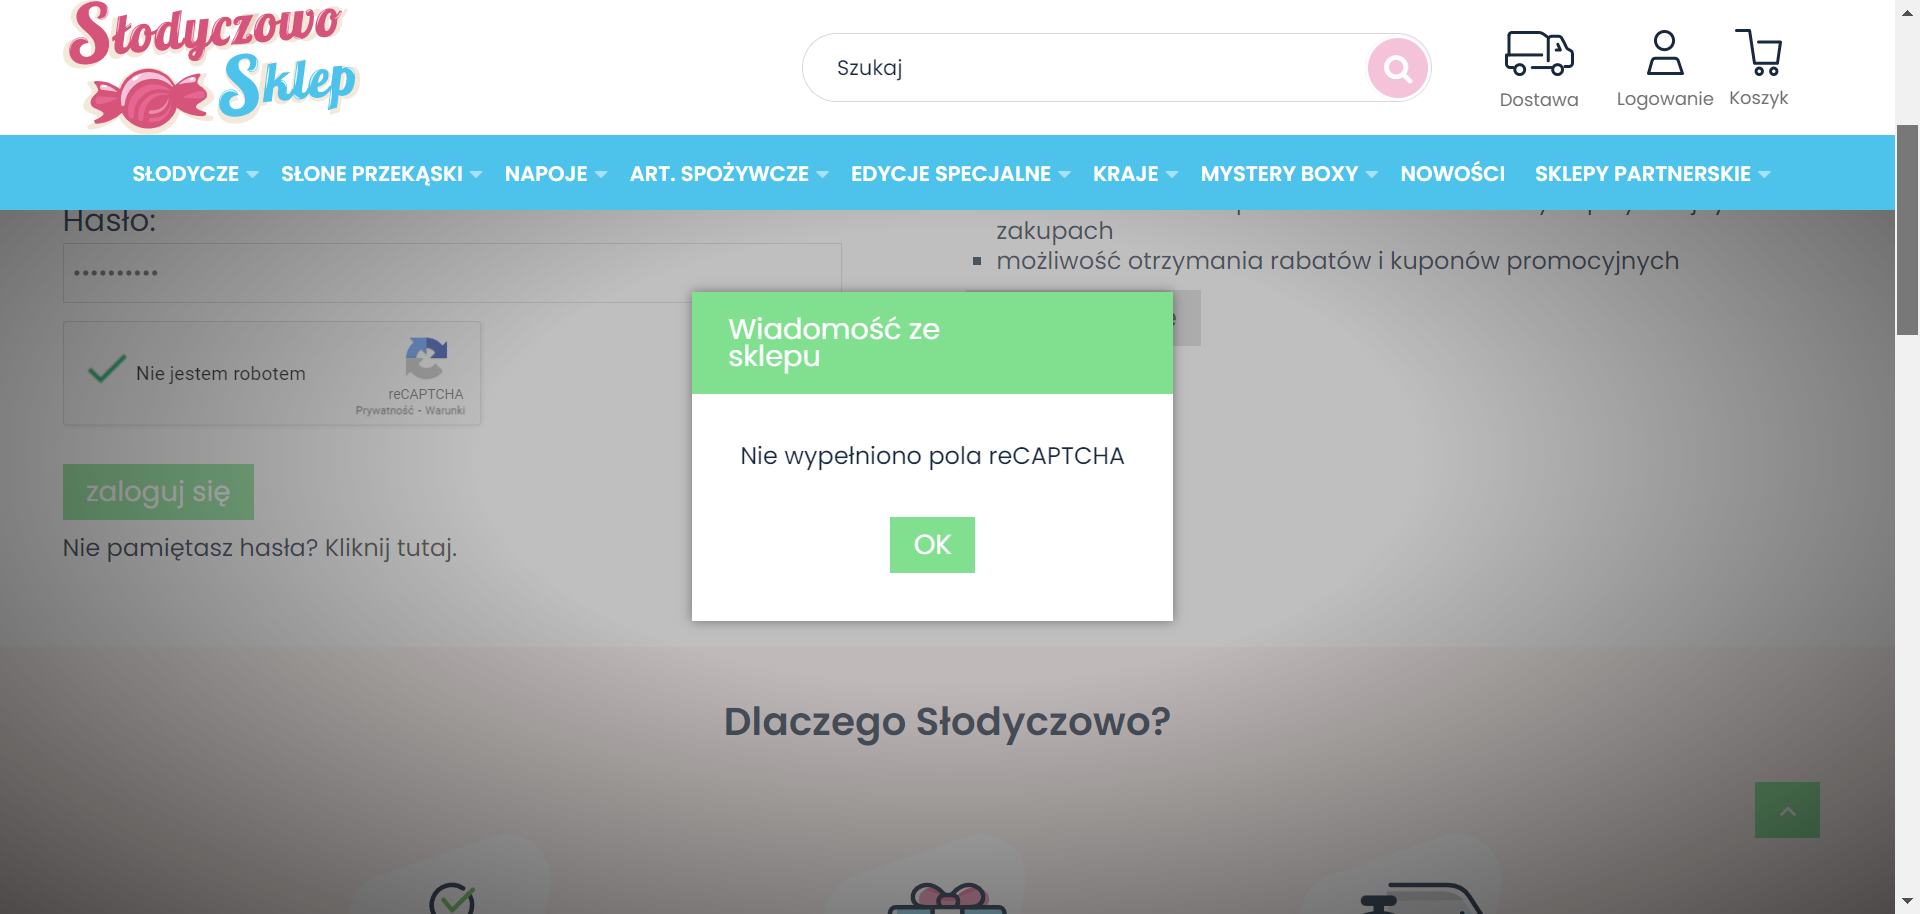 Słodyczowo
Sklep
Szukaj
Dostawa
Logowanie
Koszyk
SŁODYCZE
SŁONE PRZEKĄSKI
NAPOJE
ART. SPOŻYWCZE
EDYCJE SPECJALNE
KRAJE
MYSTERY BOXY
NOWOŚCI
SKLEPY PARTNERSKIE
Hasło:
zakupach
możliwość otrzymania rabatów i kuponów promocyjnych
Nie jestem robotem
reCAPTCHA
Prywatność - Warunki
zaloguj się
Nie pamiętasz hasła? Kliknij tutaj.
Wiadomość ze
sklepu
Nie wypełniono pola reCAPTCHA
OK
Dlaczego Słodyczowo?